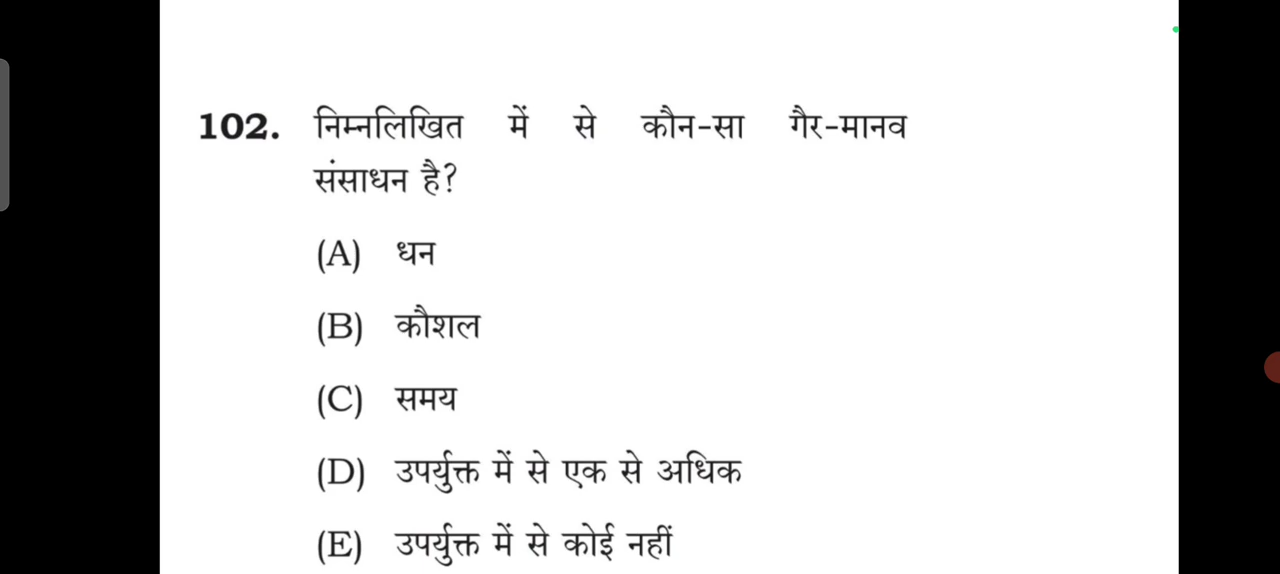 102. निम्नलिखित में से कौन-सा गैर-मानव
संसाधन है?
(A) धन
(B) कौशल
(C) समय
(D) उपर्युक्त में से एक से अधिक
(E) उपर्युक्त में से कोई नहीं